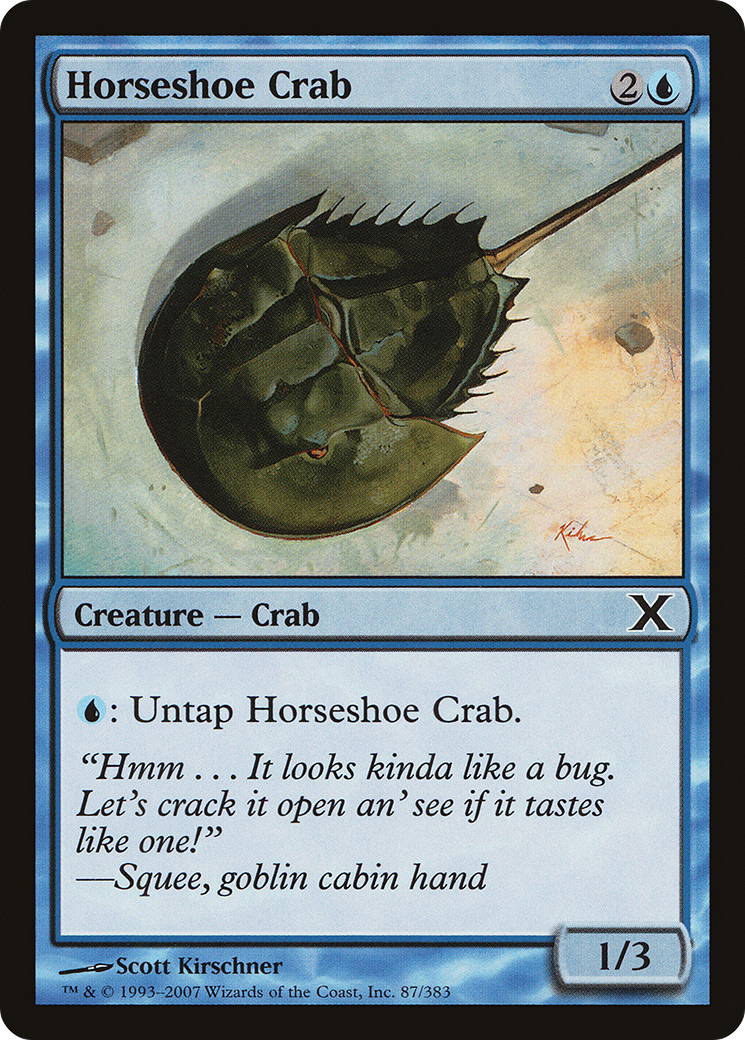 Horseshoe Crab 2
Creature — Crab X
: Untap Horseshoe Crab.
“Hmm . . . It looks kinda like a bug.
Let’s crack it open an’ see if it tastes
like one!”
—Squee, goblin cabin hand
1/3
Scott Kirschner
™ & © 1993–2007 Wizards of the Coast, Inc. 87/383